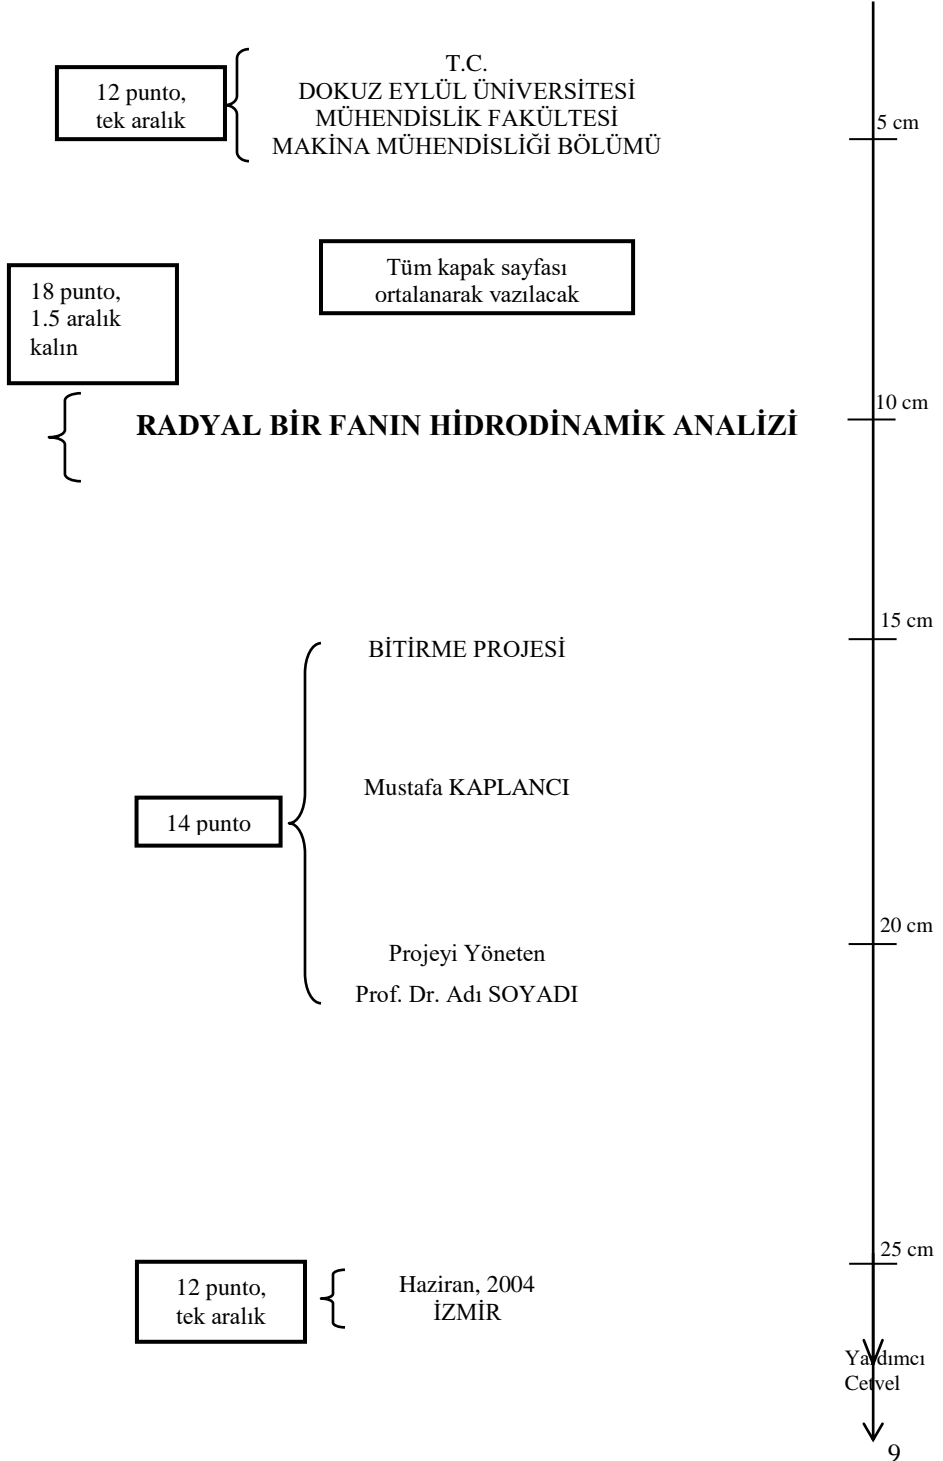 T.C.
DOKUZ EYLÜL ÜNİVERSİTESİ
MÜHENDİSLİK FAKÜLTESİ
MAKİNA MÜHENDİSLİĞİ BÖLÜMÜ
12 punto,
tek aralık
5 cm
Tüm kapak sayfası
ortalanarak vazılacak
18 punto,
1.5 aralık
kalın
10 cm
RADYAL BİR FANIN HİDRODİNAMİK ANALİZİ
15 cm
BİTİRME PROJESİ
Mustafa KAPLANCI
14 punto
20 cm
Projeyi Yöneten
Prof. Dr. Adı SOYADI
25 cm
12 punto,
tek aralık
Haziran, 2004
İZMİR
Yardımcı
Cetvel
9